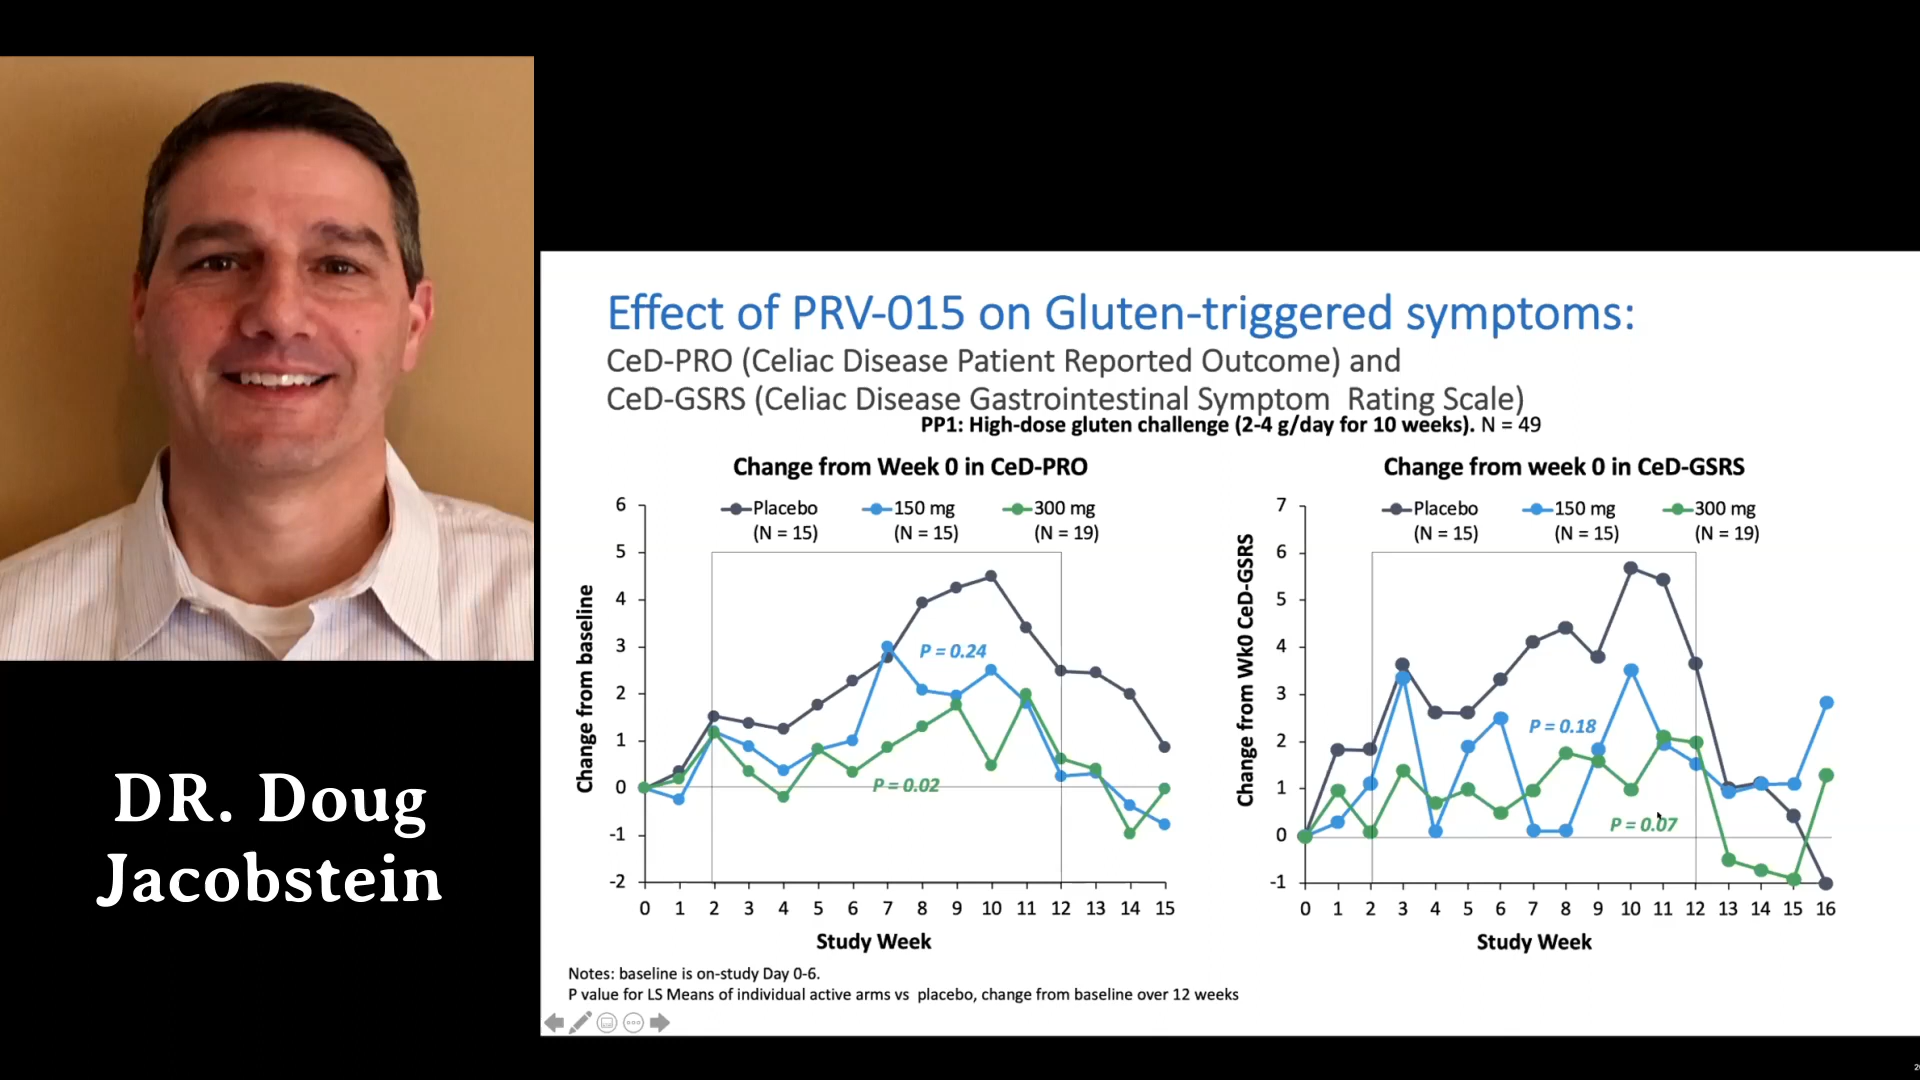 DR. Doug
Jacobstein
Effect of PRV-015 on Gluten-triggered symptoms:
CeD-PRO (Celiac Disease Patient Reported Outcome) and
CeD-GSRS (Celiac Disease Gastrointestinal Symptom Rating Scale)
PP1: High-dose gluten challenge (2-4 g/day for 10 weeks). N = 49
Change from Week 0 in CeD-PRO
Placebo 150 mg 300 mg
(N = 15) (N = 15) (N = 19)
Change from baseline
6
5
4
3
2
1
0
-1
-2
P = 0.24
P = 0.02
0 1 2 3 4 5 6 7 8 9 10 11 12 13 14 15
Study Week
Change from week 0 in CeD-GSRS
Placebo 150 mg 300 mg
(N = 15) (N = 15) (N = 19)
Change from Wk0 CeD-GSRS
7
6
5
4
3
2
1
0
-1
P = 0.18
P = 0.07
0 1 2 3 4 5 6 7 8 9 10 11 12 13 14 15 16
Study Week
Notes: baseline is on-study Day 0-6.
P value for LS Means of individual active arms vs placebo, change from baseline over 12 weeks